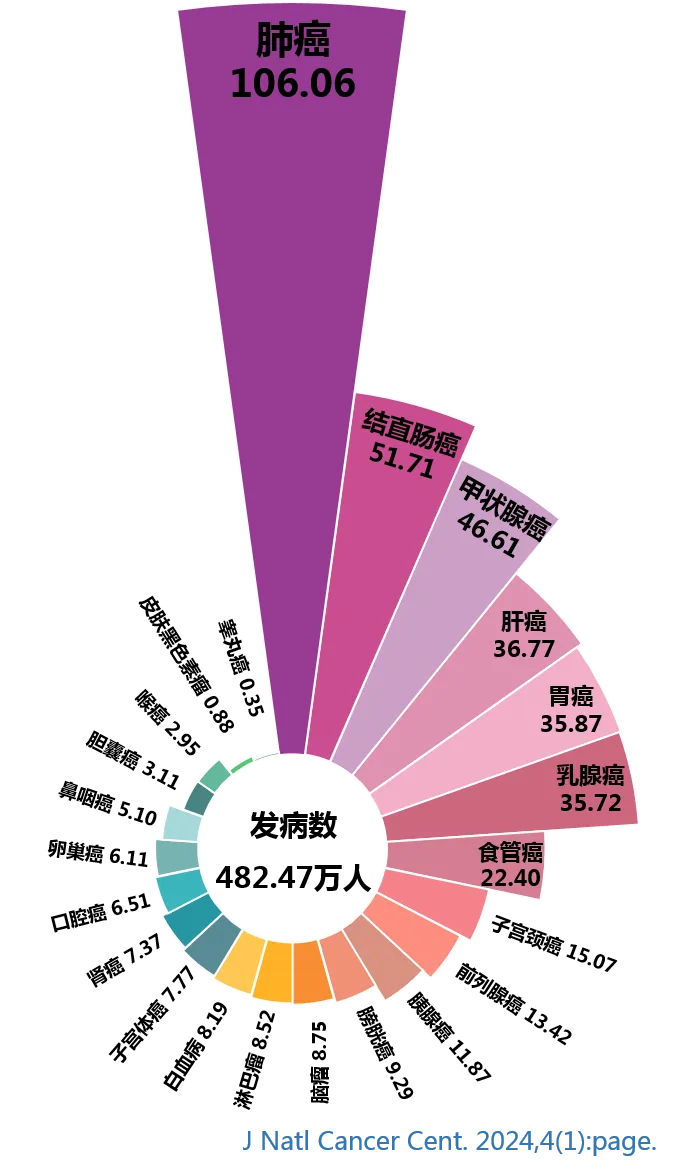 肺癌
106.06
结直肠癌
51.71
甲状腺癌
46.61
肝癌
36.77
胃癌
35.87
乳腺癌
35.72
食管癌
22.40
子宫颈癌 15.07
前列腺癌 13.42
胰腺癌 11.87
膀胱癌 9.29
脑瘤 8.75
淋巴瘤 8.52
白血病 8.19
子宫体癌 7.77
肾癌 7.37
口腔癌 6.51
卵巢癌 6.11
鼻咽癌 5.10
胆囊癌 3.11
喉癌 2.95
皮肤黑色素瘤 0.88
睾丸癌 0.35
发病数
482.47万人
J Natl Cancer Cent. 2024,4(1):page.